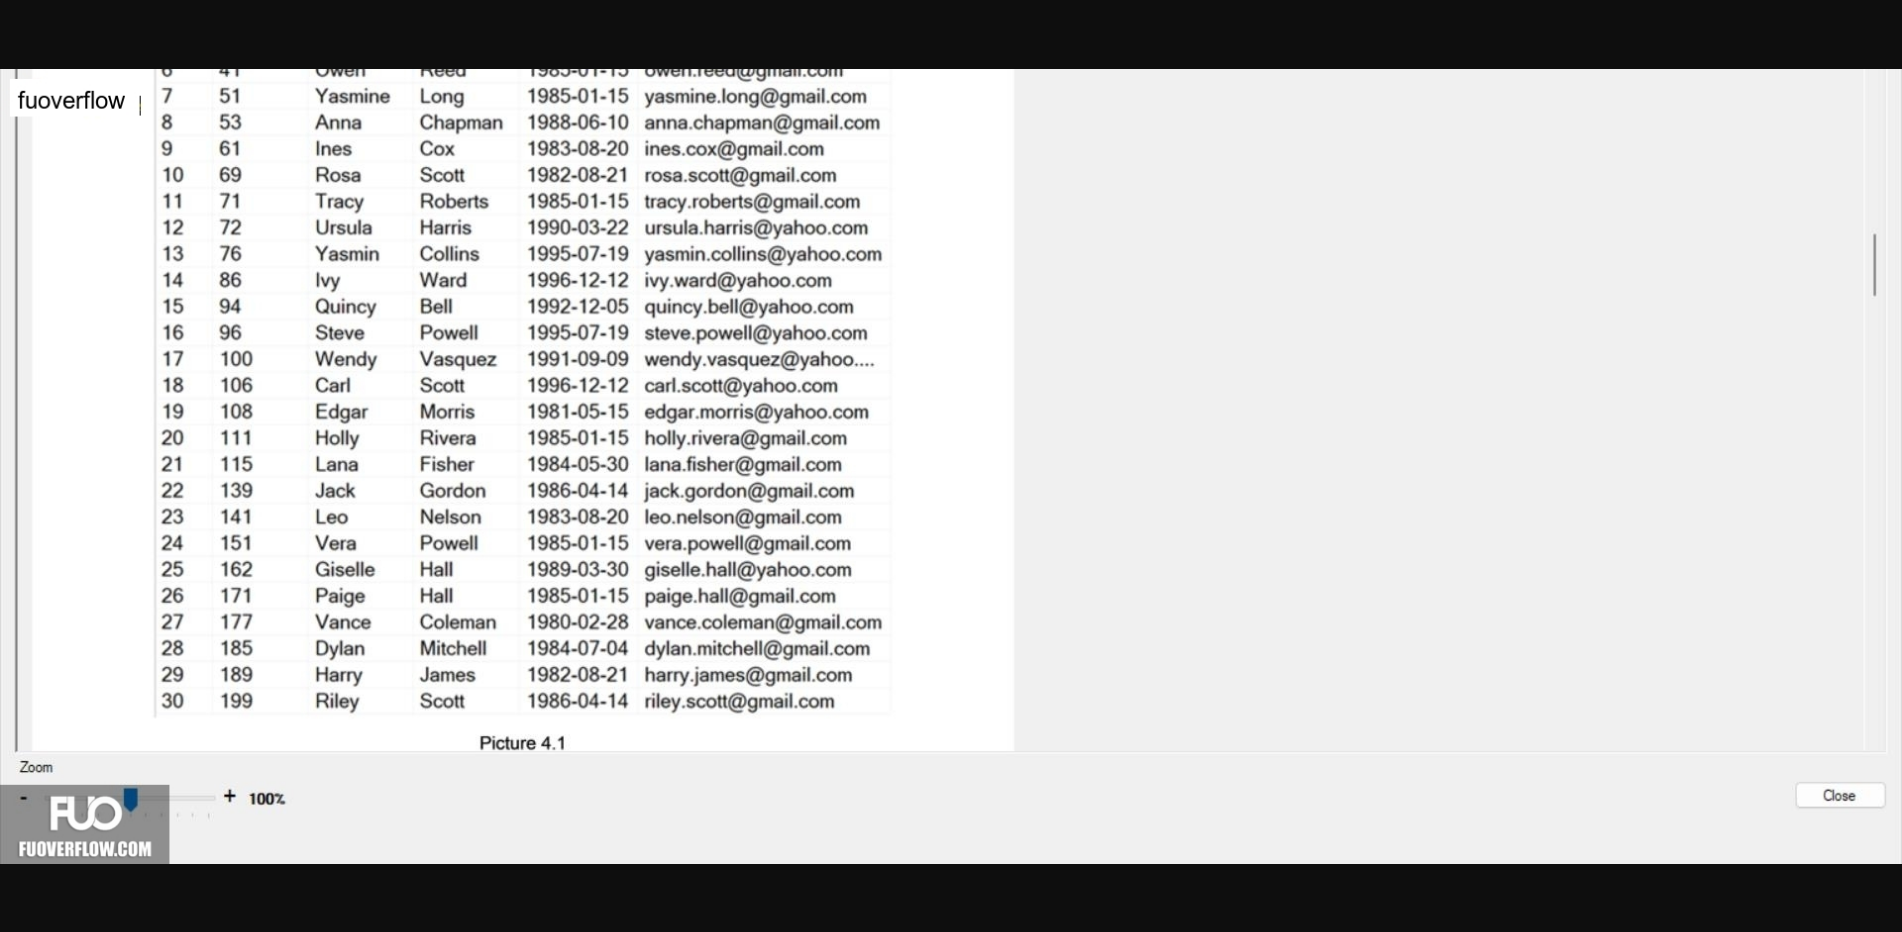 6 41 Owen Reed 1985-01-15 owen.reed@gmail.com
fuoverflow
7 51 Yasmine Long 1985-01-15 yasmine.long@gmail.com
8 53 Anna Chapman 1988-06-10 anna.chapman@gmail.com
9 61 Ines Cox 1983-08-20 ines.cox@gmail.com
10 69 Rosa Scott 1982-08-21 rosa.scott@gmail.com
11 71 Tracy Roberts 1985-01-15 tracy.roberts@gmail.com
12 72 Ursula Harris 1990-03-22 ursula.harris@yahoo.com
13 76 Yasmin Collins 1995-07-19 yasmin.collins@yahoo.com
14 86 Ivy Ward 1996-12-12 ivy.ward@yahoo.com
15 94 Quincy Bell 1992-12-05 quincy.bell@yahoo.com
16 96 Steve Powell 1995-07-19 steve.powell@yahoo.com
17 100 Wendy Vasquez 1991-09-09 wendy.vasquez@yahoo....
18 106 Carl Scott 1996-12-12 carl.scott@yahoo.com
19 108 Edgar Morris 1981-05-15 edgar.morris@yahoo.com
20 111 Holly Rivera 1985-01-15 holly.rivera@gmail.com
21 115 Lana Fisher 1984-05-30 lana.fisher@gmail.com
22 139 Jack Gordon 1986-04-14 jack.gordon@gmail.com
23 141 Leo Nelson 1983-08-20 leo.nelson@gmail.com
24 151 Vera Powell 1985-01-15 vera.powell@gmail.com
25 162 Giselle Hall 1989-03-30 giselle.hall@yahoo.com
26 171 Paige Hall 1985-01-15 paige.hall@gmail.com
27 177 Vance Coleman 1980-02-28 vance.coleman@gmail.com
28 185 Dylan Mitchell 1984-07-04 dylan.mitchell@gmail.com
29 189 Harry James 1982-08-21 harry.james@gmail.com
30 199 Riley Scott 1986-04-14 riley.scott@gmail.com
Picture 4.1
Zoom
- + 100%
Close
FUO
FUOVERFLOW.COM